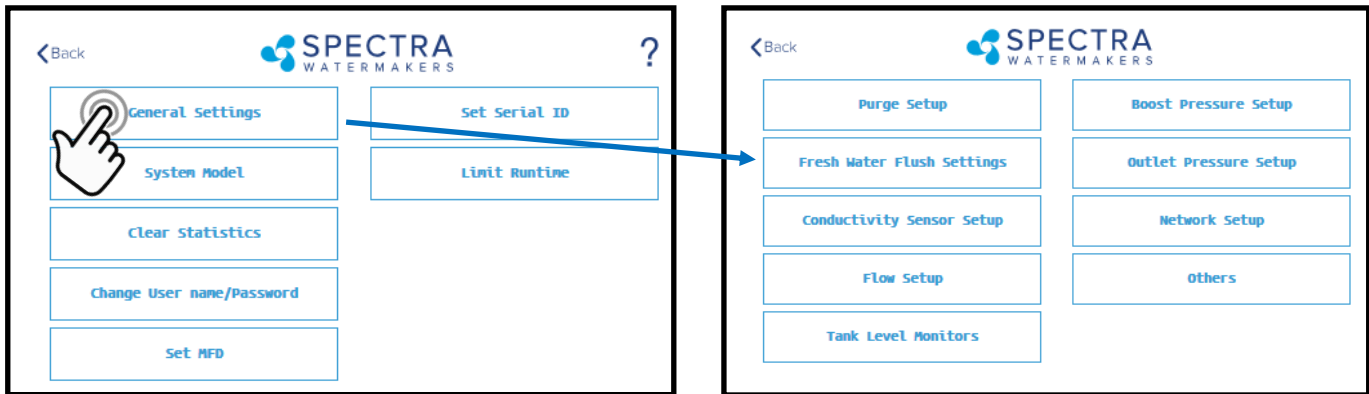 Back
SPECTRA
WATERMAKERS
?
General Settings
Set Serial ID
System Model
Limit Runtime
Clear Statistics
Change User name/Password
Set MFD
Back
SPECTRA
WATERMAKERS
Purge Setup
Boost Pressure Setup
Fresh Water Flush Settings
Outlet Pressure Setup
Conductivity Sensor Setup
Network Setup
Flow Setup
Others
Tank Level Monitors